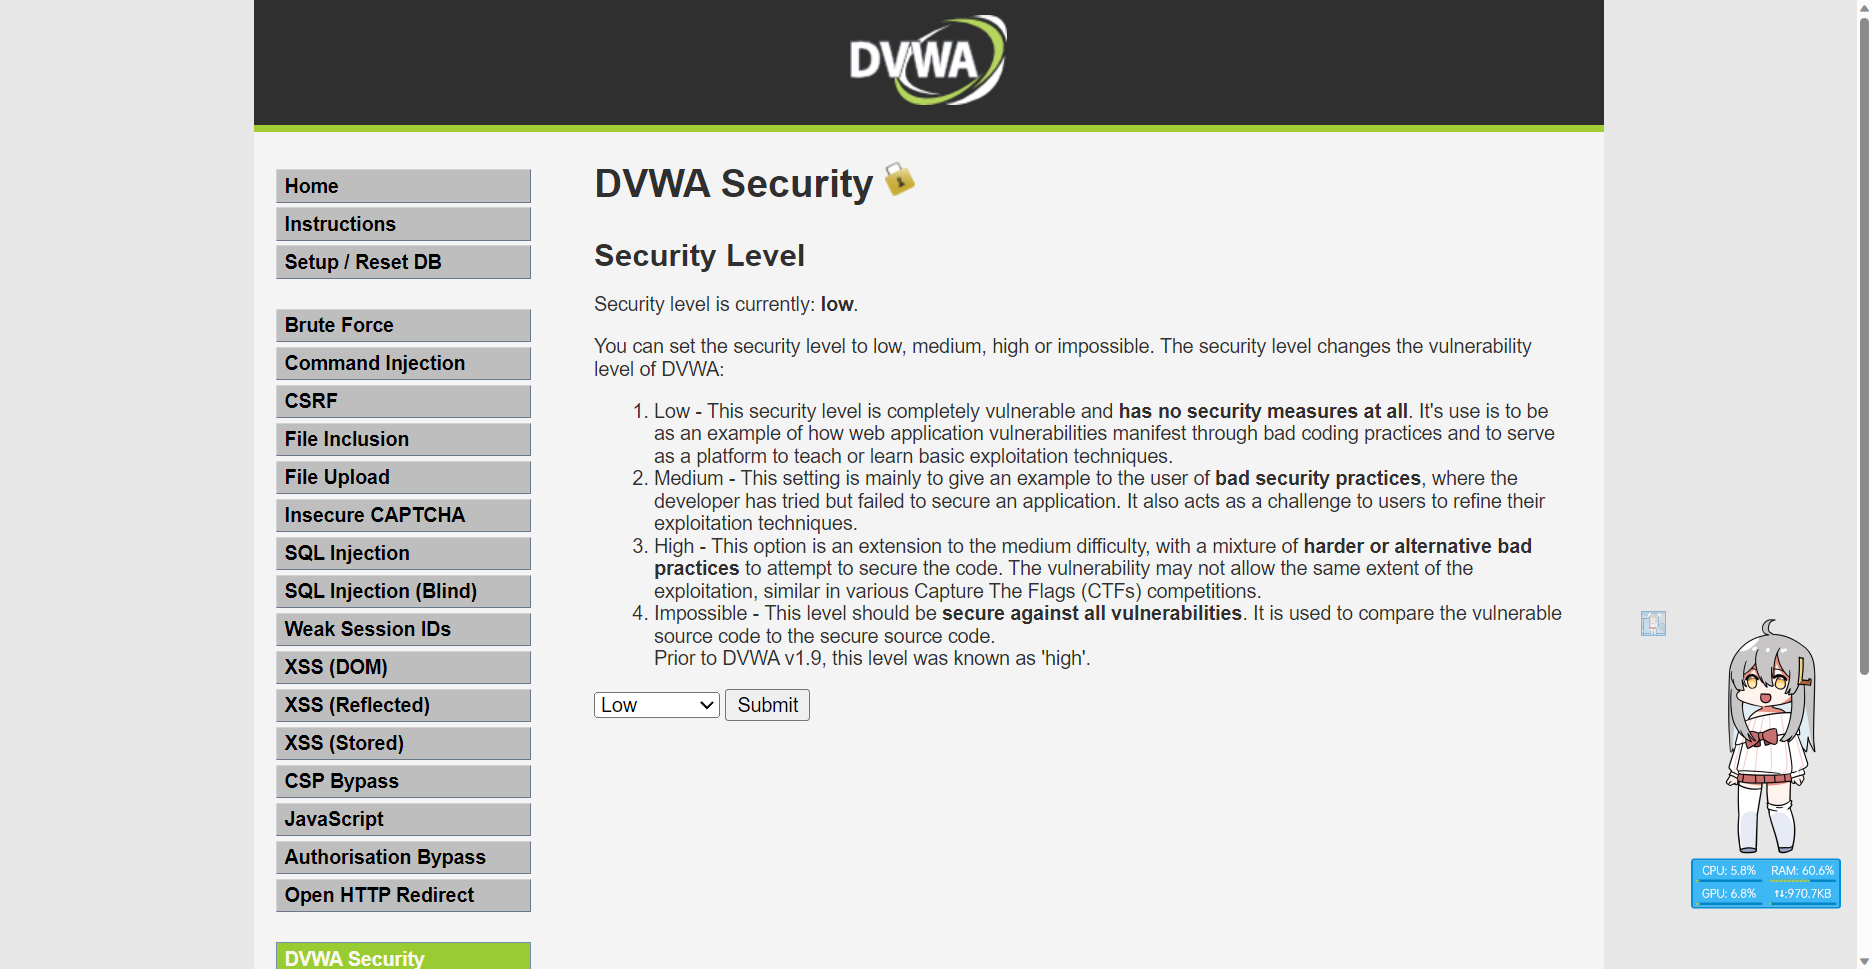 DVWA
Home
Instructions
Setup / Reset DB
Brute Force
Command Injection
CSRF
File Inclusion
File Upload
Insecure CAPTCHA
SQL Injection
SQL Injection (Blind)
Weak Session IDs
XSS (DOM)
XSS (Reflected)
XSS (Stored)
CSP Bypass
JavaScript
Authorisation Bypass
Open HTTP Redirect
DVWA Security
DVWA Security
Security Level
Security level is currently: low.
You can set the security level to low, medium, high or impossible. The security level changes the vulnerability
level of DVWA:
1. Low - This security level is completely vulnerable and has no security measures at all. It's use is to be
as an example of how web application vulnerabilities manifest through bad coding practices and to serve
as a platform to teach or learn basic exploitation techniques.
2. Medium - This setting is mainly to give an example to the user of bad security practices, where the
developer has tried but failed to secure an application. It also acts as a challenge to users to refine their
exploitation techniques.
3. High - This option is an extension to the medium difficulty, with a mixture of harder or alternative bad
practices to attempt to secure the code. The vulnerability may not allow the same extent of the
exploitation, similar in various Capture The Flags (CTFs) competitions.
4. Impossible - This level should be secure against all vulnerabilities. It is used to compare the vulnerable
source code to the secure source code.
Prior to DVWA v1.9, this level was known as 'high'.
Low Submit
CPU: 5.8% RAM: 60.6%
GPU: 6.8% ↑↓:970.7KB